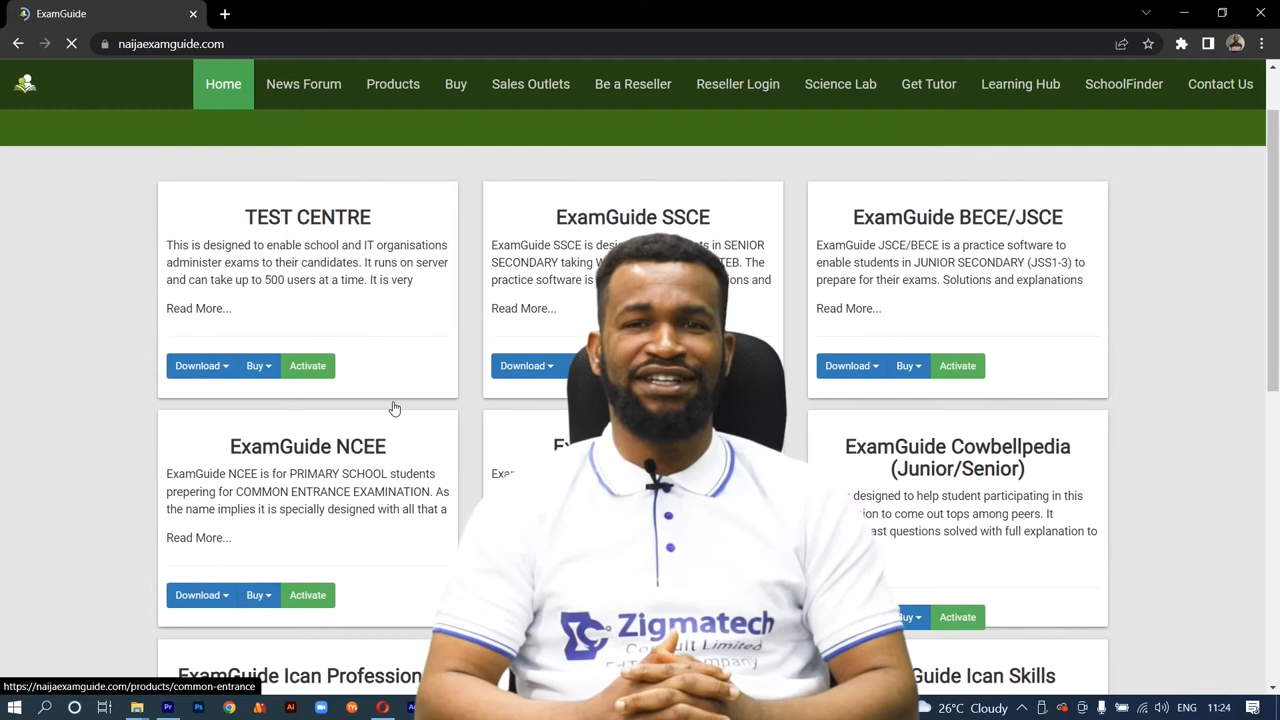 ExamGuide
naijaexamguide.com
Home News Forum Products Buy Sales Outlets Be a Reseller Reseller Login Science Lab Get Tutor Learning Hub SchoolFinder Contact Us
TEST CENTRE
This is designed to enable school and IT organisations
administer exams to their candidates. It runs on server
and can take up to 500 users at a time. It is very
Read More...
Download Buy Activate
ExamGuide SSCE
ExamGuide SSCE is in SENIOR
SECONDARY taking The
practice software is and
Read More...
Download
ExamGuide BECE/JSCE
ExamGuide JSCE/BECE is a practice software to
enable students in JUNIOR SECONDARY (JSS1-3) to
prepare for their exams. Solutions and explanations
Read More...
Download Buy Activate
ExamGuide NCEE
ExamGuide NCEE is for PRIMARY SCHOOL students
prepering for COMMON ENTRANCE EXAMINATION. As
the name implies it is specially designed with all that a
Read More...
Download Buy Activate
ExamGuide Cowbellpedia
(Junior/Senior)
designed to help student participating in this
to come out tops among peers. It
questions solved with full explanation to
Buy Activate
ExamGuide Ican
ExamGuide Ican Skills
Zigmatech
Consult Limited
https://naijaexamguide.com/products/common-entrance
26°C Cloudy ENG 11:24